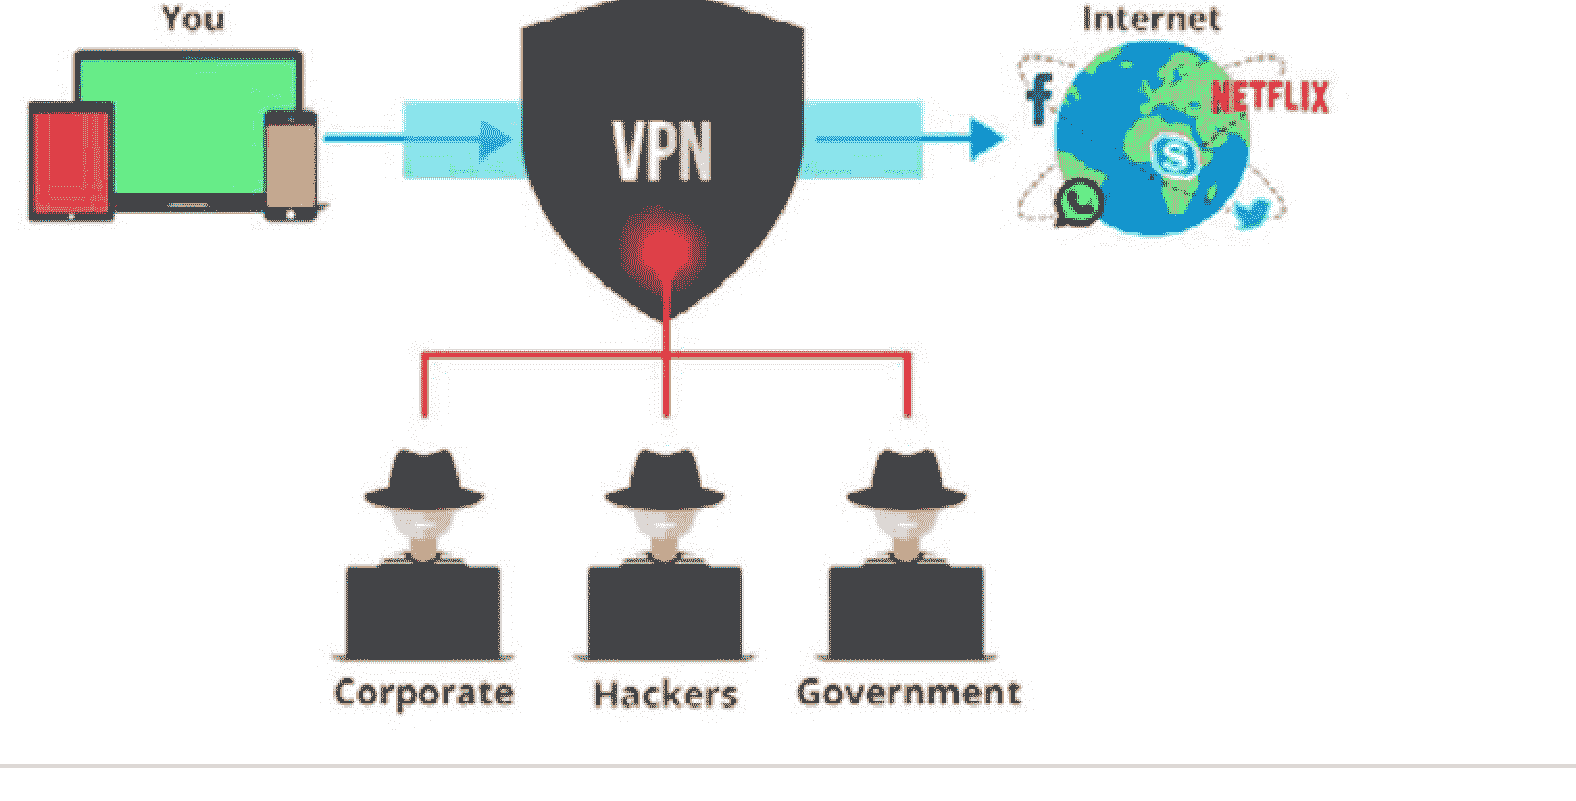 You
Internet
VPN
f
NETFLIX
S
Corporate
Hackers
Government